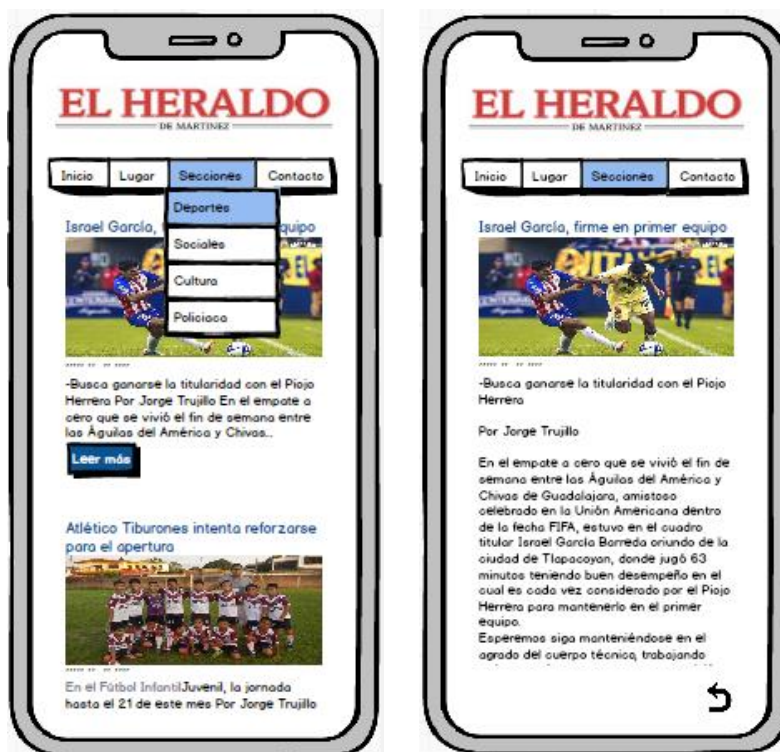 EL HERALDO
DE MARTINEZ
Inicio
Lugar
Secciones
Contacto
Deportes
Sociales
Cultura
Policiaca
Israel García,
quipo
-Busca ganarse la titularidad con el Piojo
Herrera Por Jorge Trujillo En el empate a
cero que se vivió el fin de semana entre
las Águilas del América y Chivas...
Leer más
Atlético Tiburones intenta reforzarse
para el apertura
En el Fútbol InfantilJuvenil, la jornada
hasta el 21 de este mes Por Jorge Trujillo
EL HERALDO
DE MARTINEZ
Inicio
Lugar
Secciones
Contacto
Israel García, firme en primer equipo
-Busca ganarse la titularidad con el Piojo
Herrera
Por Jorge Trujillo
En el empate a cero que se vivió el fin de
semana entre las Águilas del América y
Chivas de Guadalajara, amistoso
celebrado en la Unión Americana dentro
de la fecha FIFA, estuvo en el cuadro
titular Israel García Barreda oriundo de la
ciudad de Tlapacoyan, donde jugó 63
minutos teniendo buen desempeño en el
cual es cada vez considerado por el Piojo
Herrera para mantenerlo en el primer
equipo.
Esperemos siga manteniéndose en el
agrado del cuerpo técnico, trabajando